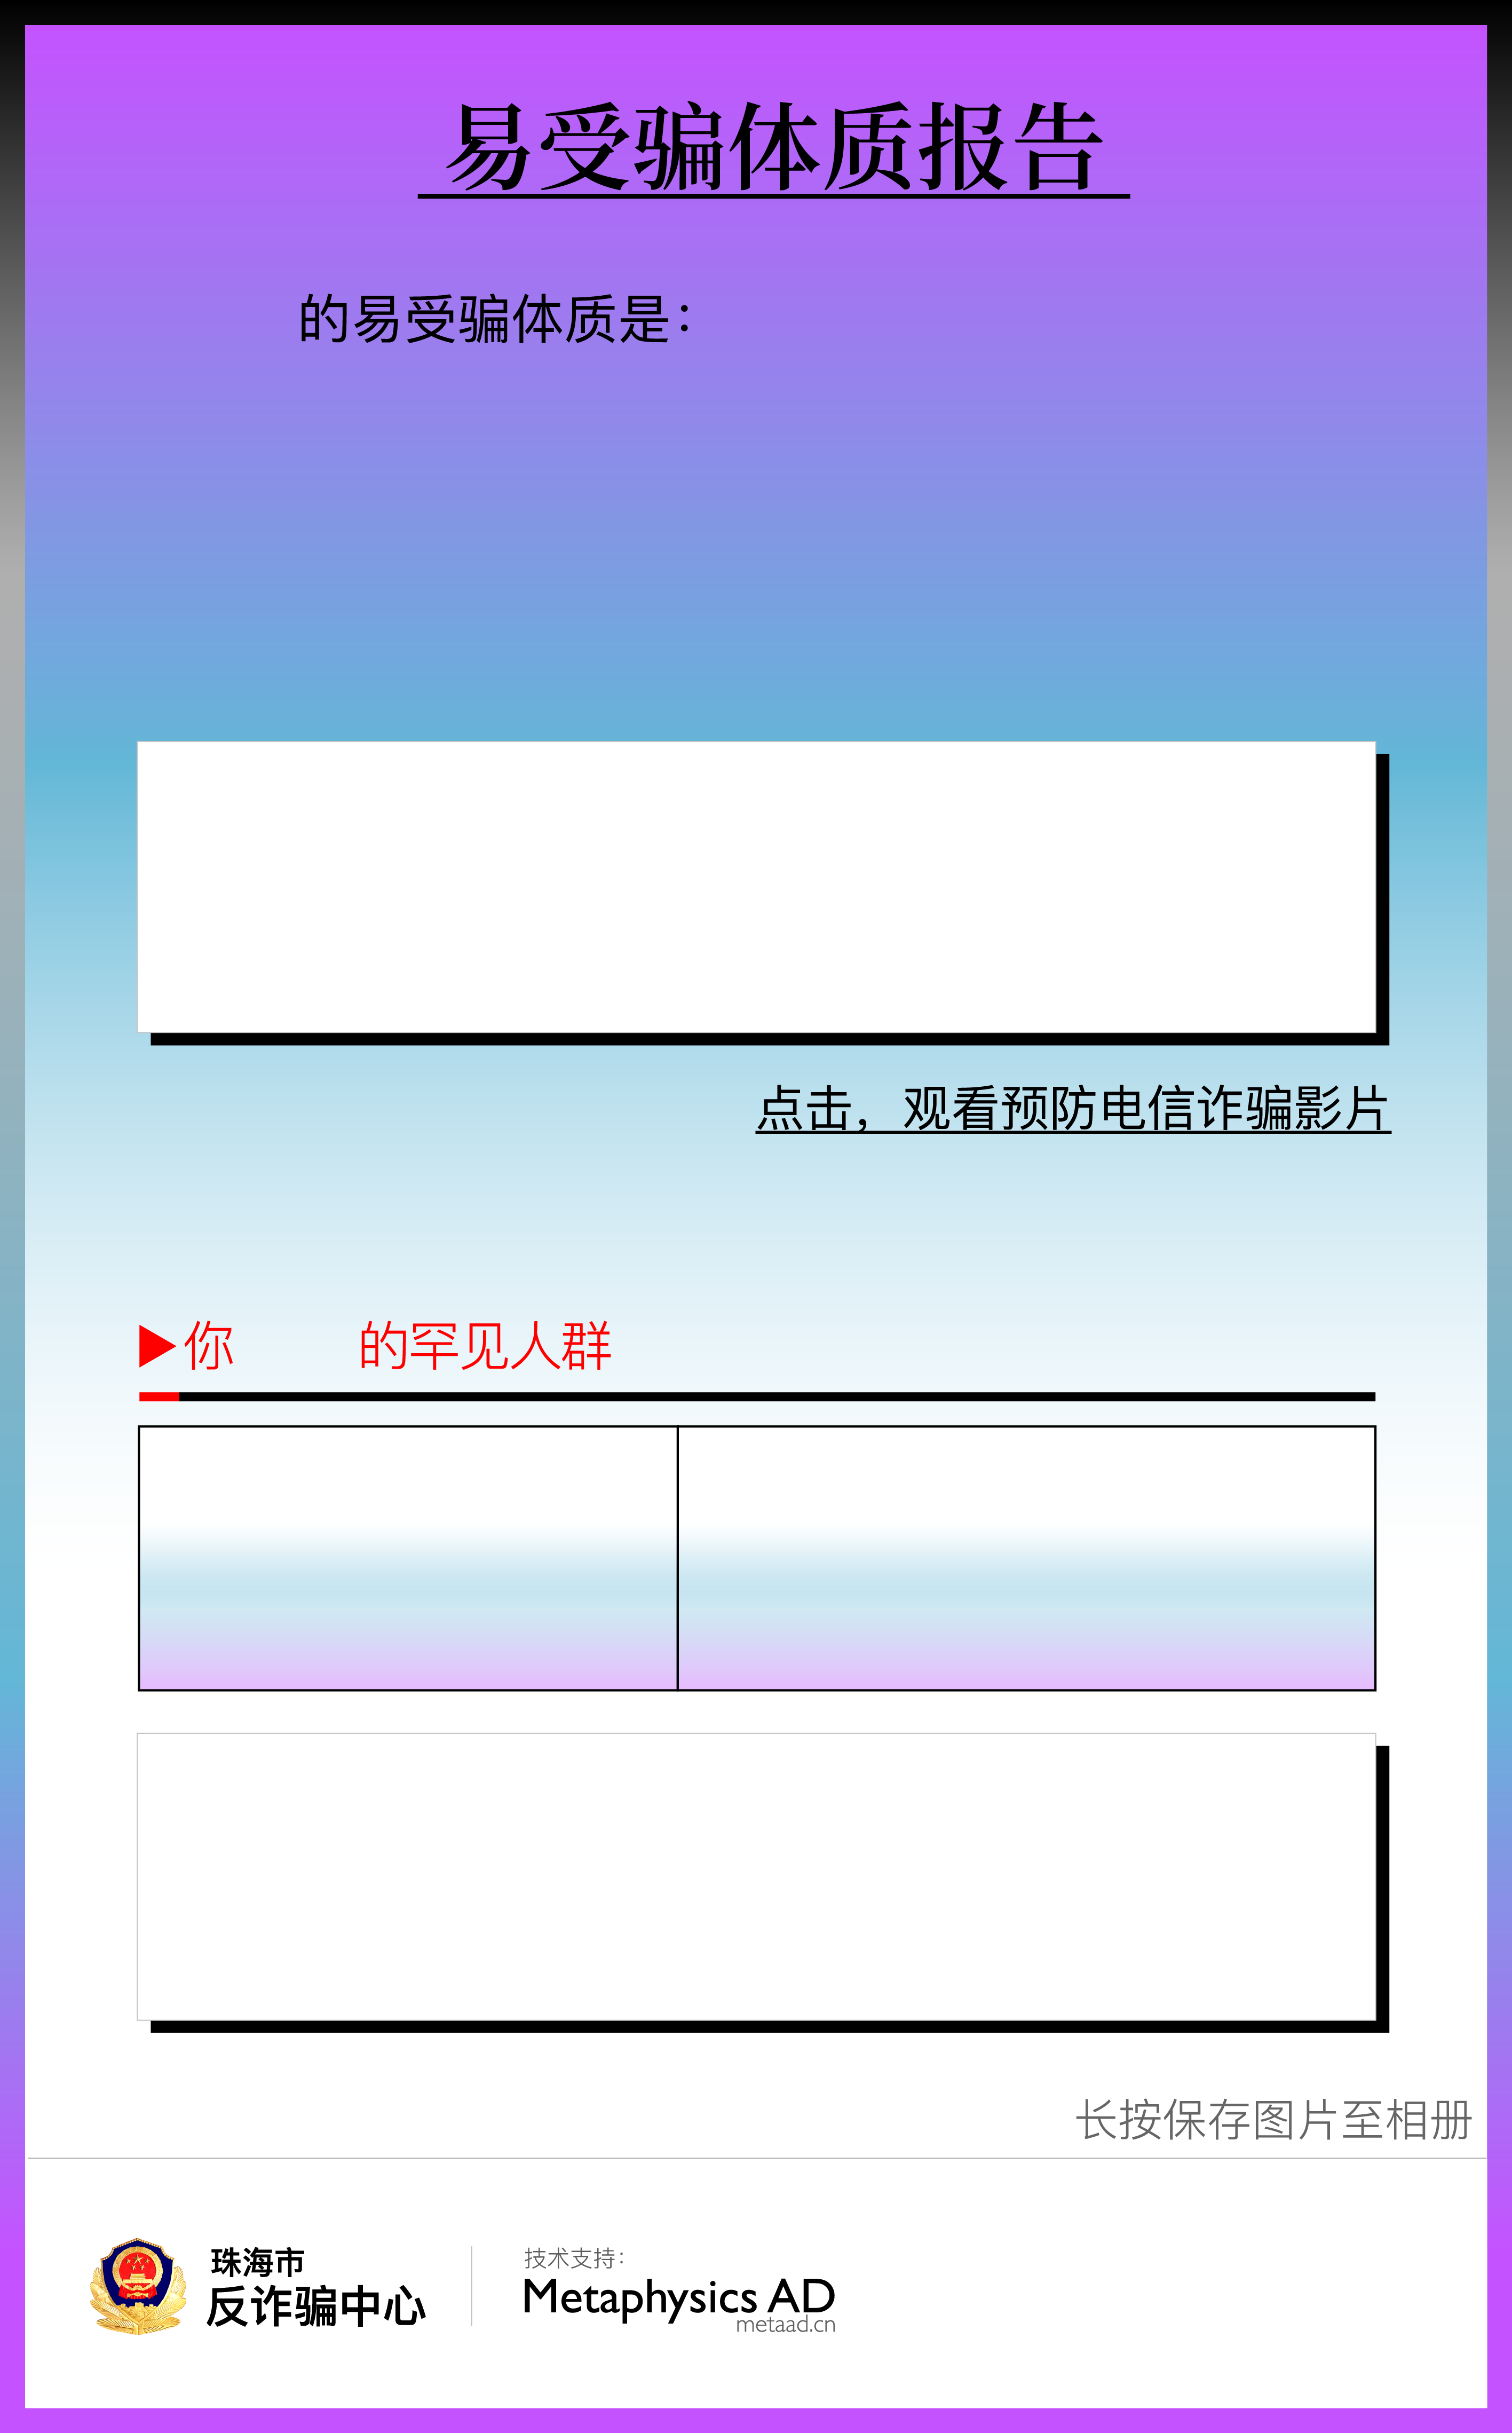 易受骗体质报告
的易受骗体质是：
点击，观看预防电信诈骗影片
▶你 的罕见人群
长按保存图片至相册
珠海市
反诈骗中心
技术支持：
Metaphysics AD
metaad.cn